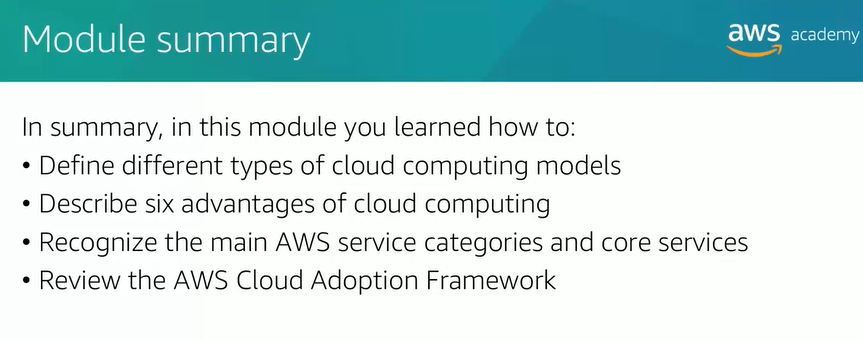 Module summary
aws academy
In summary, in this module you learned how to:
• Define different types of cloud computing models
• Describe six advantages of cloud computing
• Recognize the main AWS service categories and core services
• Review the AWS Cloud Adoption Framework